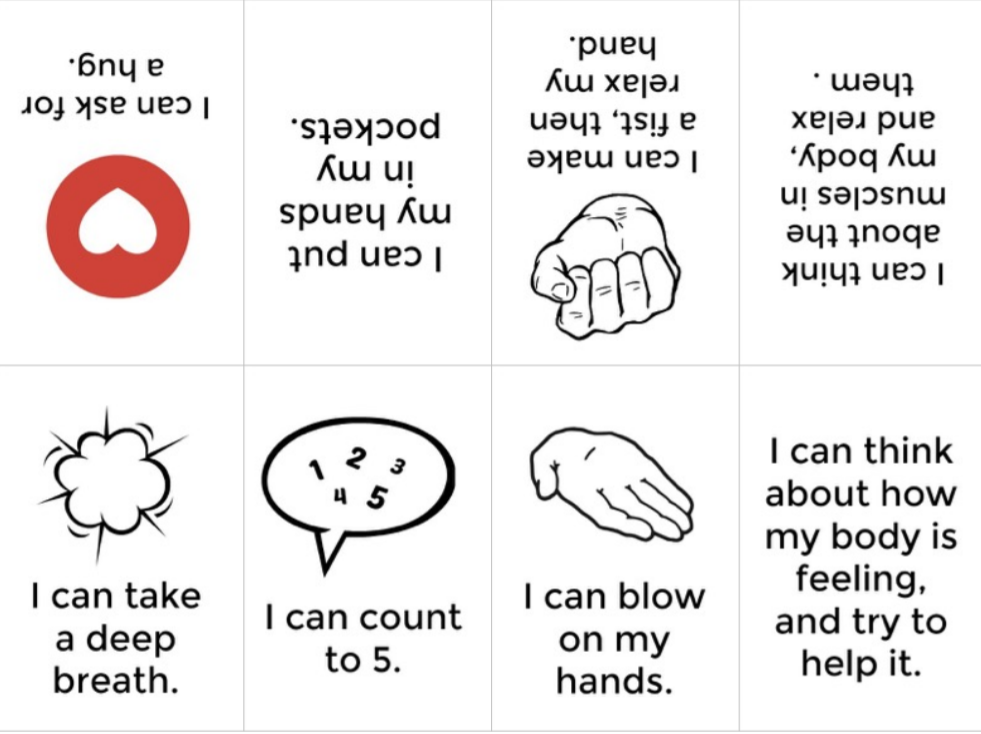 I can ask for
a hug.
I can put
my hands
in my
pockets.
I can make
a fist, then
relax my
hand.
I can think
about the
muscles in
my body,
and relax
them .
1 2 3
4 5
I can take
a deep
breath.
I can count
to 5.
I can blow
on my
hands.
I can think
about how
my body is
feeling,
and try to
help it.